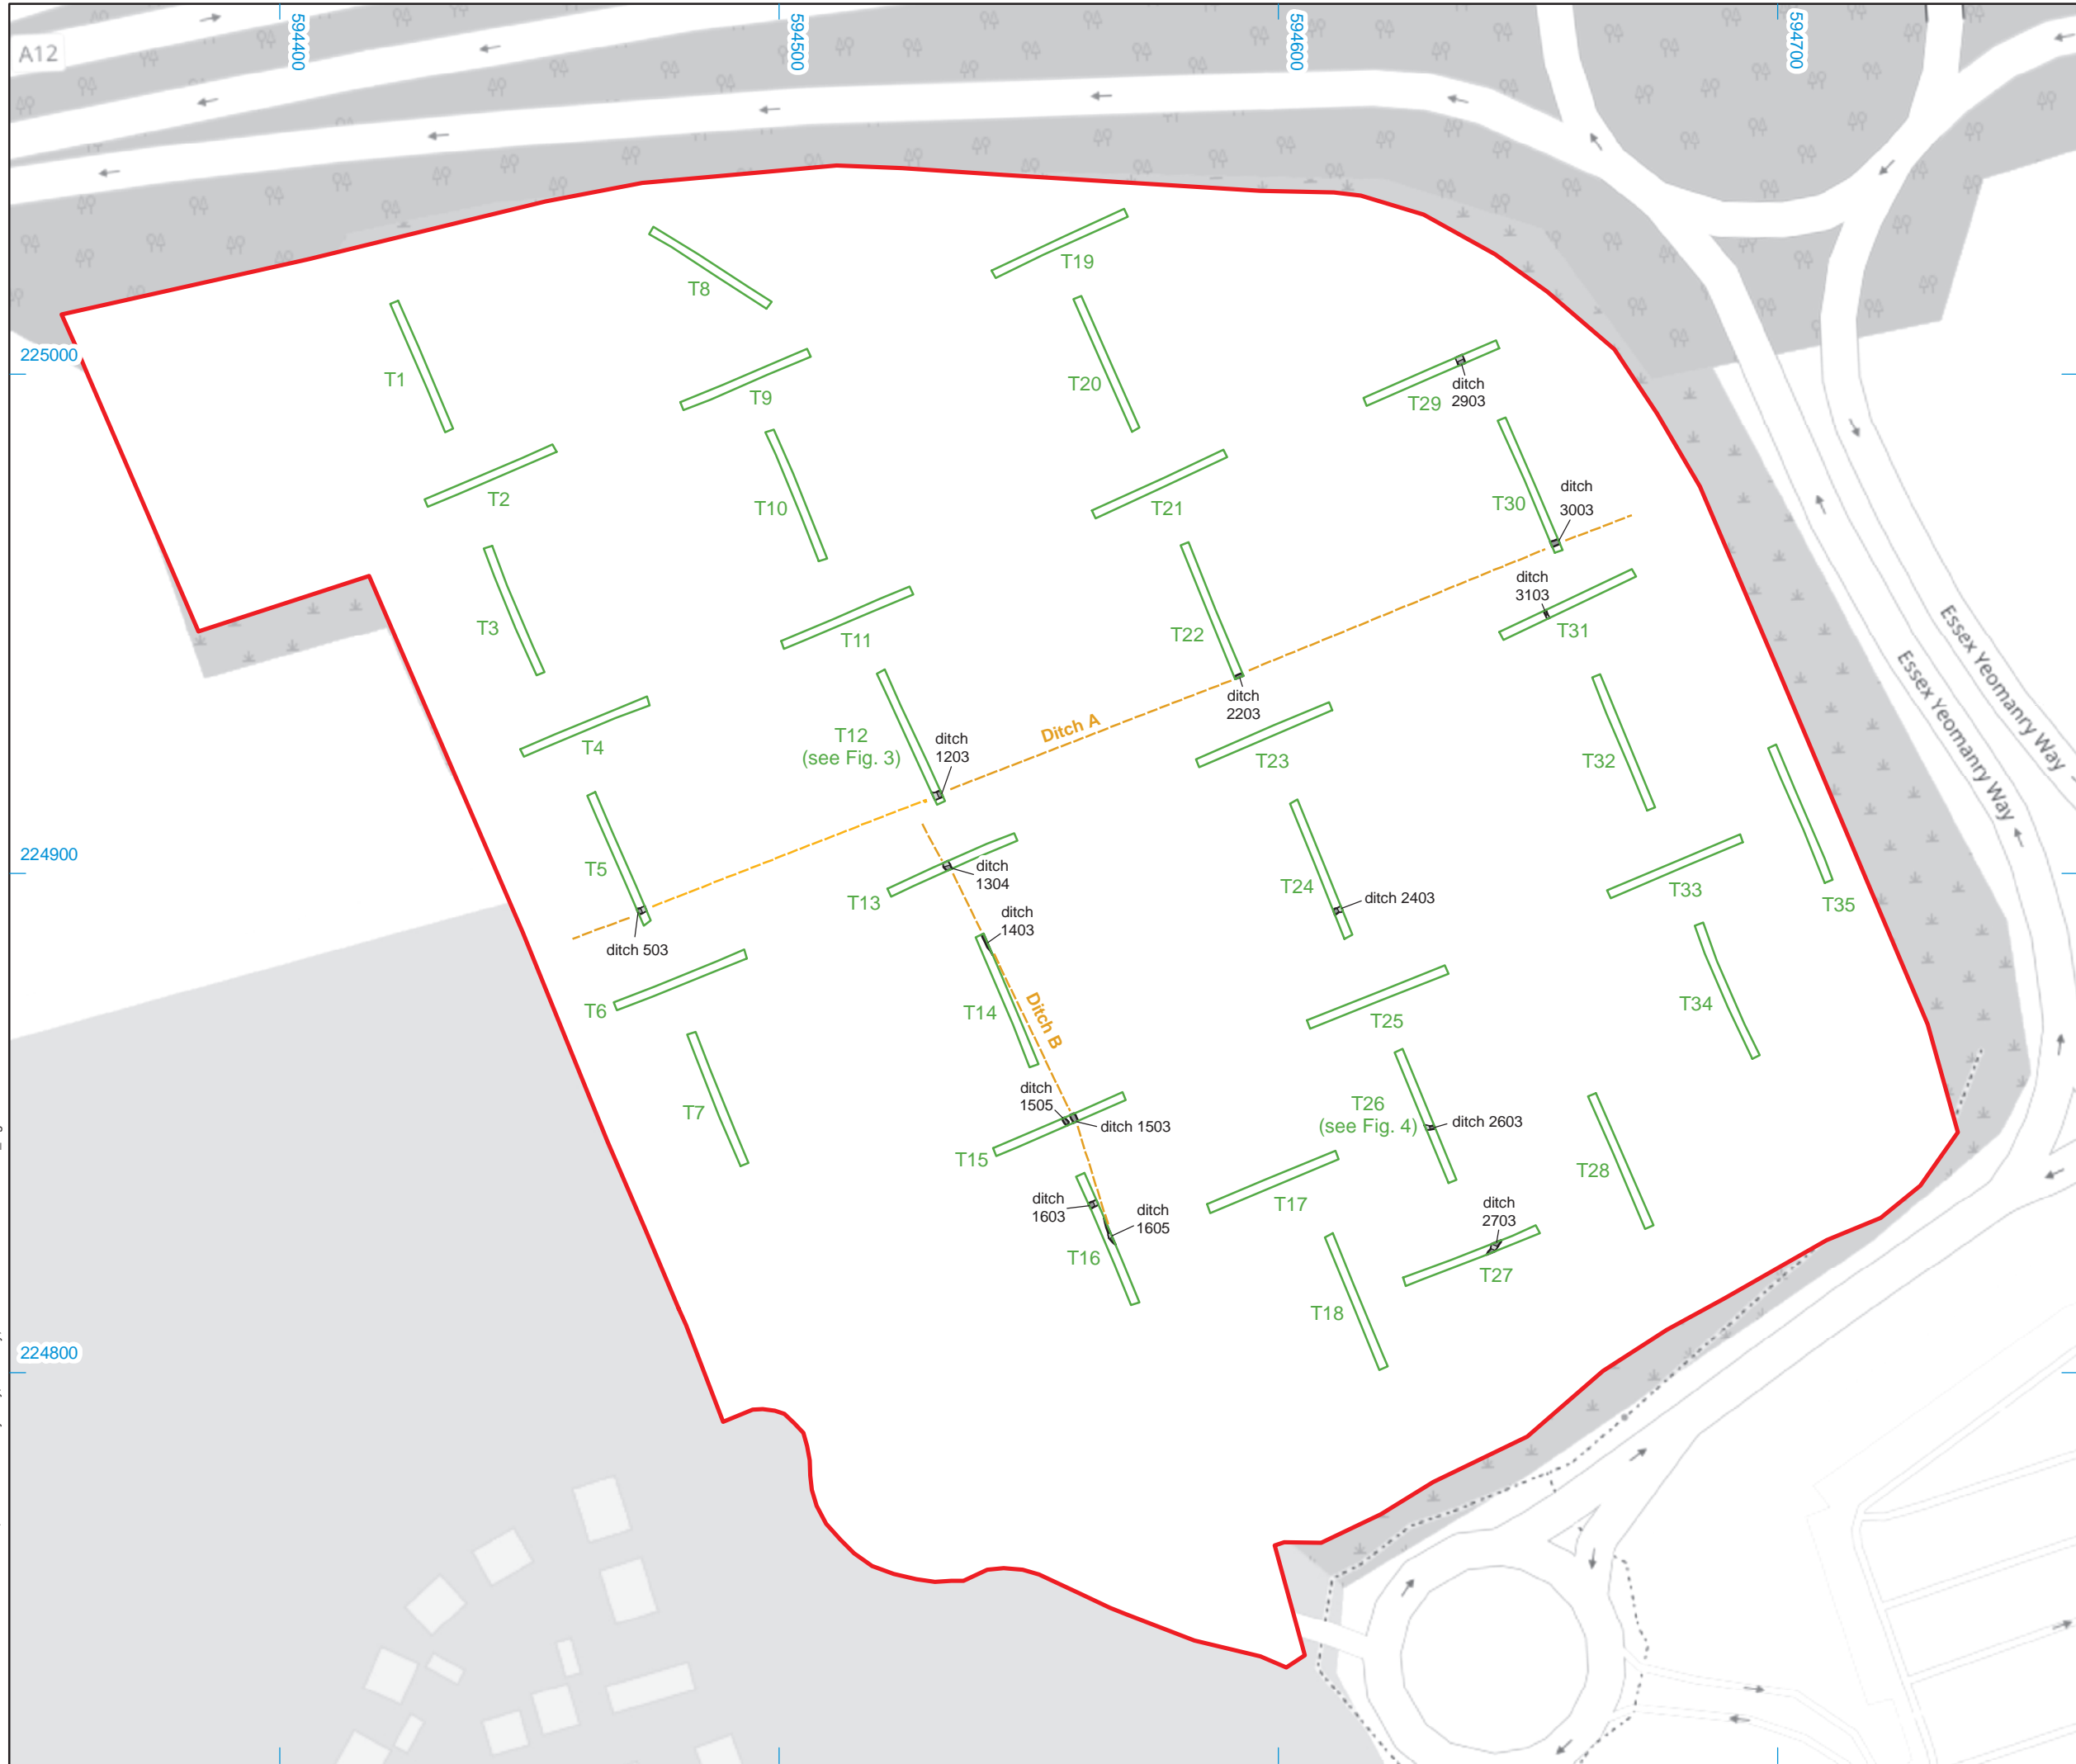 594400
594500
594600
594700
A12
T19
T8
225000
T1
T9
T20
ditch
2903
T29
T2
T10
T21
T30
ditch
3003
T3
T11
T22
ditch
3103
T31
ditch
2203
T4
Ditch A
T12
(see Fig. 3)
ditch
1203
T23
T32
Essex Yeomanry Way
Essex Yeomanry Way
224900
T5
T13
ditch
1304
T24
ditch 2403
T33
T35
ditch
1403
ditch 503
T6
T14
Ditch B
T25
T34
T7
ditch
1505
ditch 1503
T26
(see Fig. 4)
ditch 2603
T15
T28
ditch
1603
ditch
1605
T17
ditch
2703
T16
T27
T18
224800